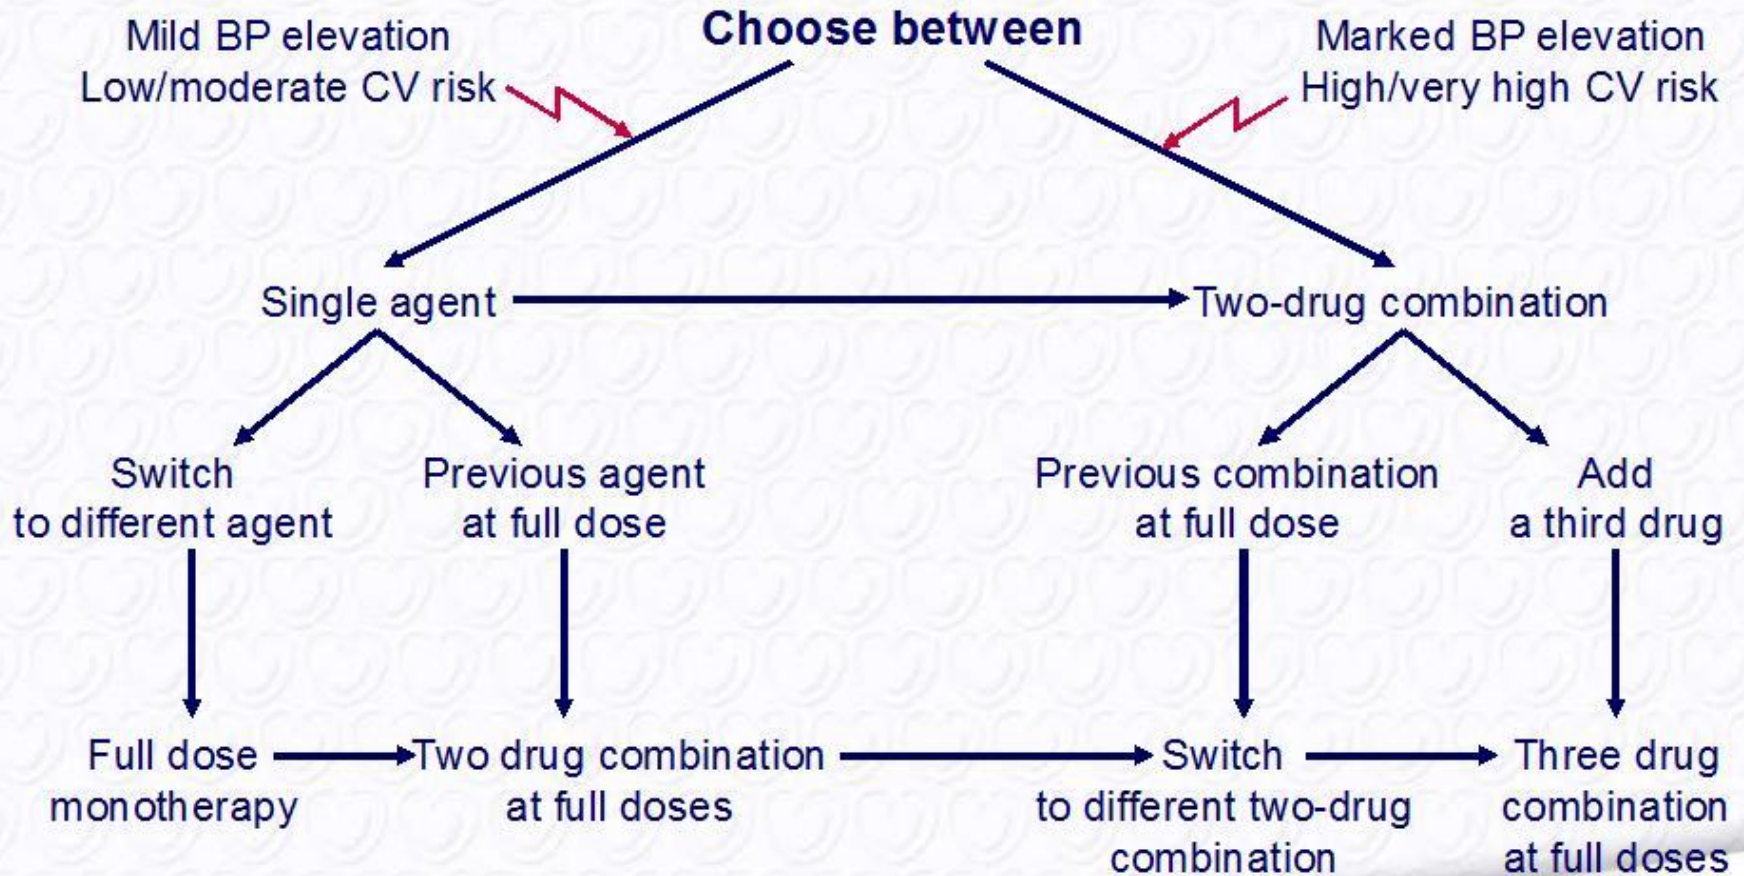 Choose between
Mild BP elevation
Low/moderate CV risk
Marked BP elevation
High/very high CV risk
Single agent
Two-drug combination
Switch
to different agent
Previous agent
at full dose
Previous combination
at full dose
Add
a third drug
Full dose
monotherapy
Two drug combination
at full doses
Switch
to different two-drug
combination
Three drug
combination
at full doses